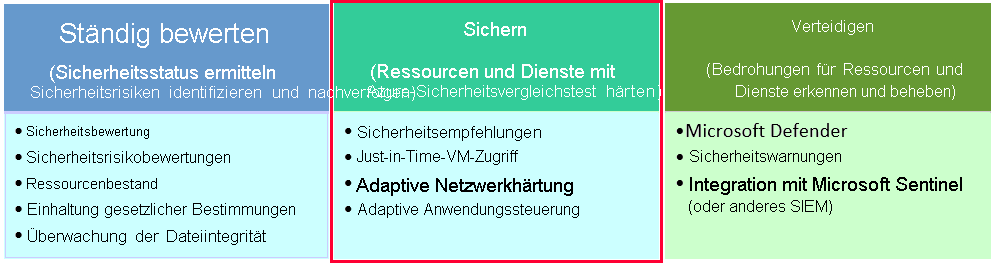 Ständig bewerten
(Sicherheitsstatus ermitteln
Sicherheitsrisiken identifizieren und nachverfolgen)
• Sicherheitsbewertung
• Sicherheitsrisikobewertungen
• Ressourcenbestand
• Einhaltung gesetzlicher Bestimmungen
• Überwachung der Dateiintegrität
Sichern
(Ressourcen und Dienste mit
Azure-Sicherheitsvergleichstest härten)
• Sicherheitsempfehlungen
• Just-in-Time-VM-Zugriff
• Adaptive Netzwerkhärtung
• Adaptive Anwendungssteuerung
Verteidigen
(Bedrohungen für Ressourcen und
Dienste erkennen und beheben)
• Microsoft Defender
• Sicherheitswarnungen
• Integration mit Microsoft Sentinel
(oder anderes SIEM)